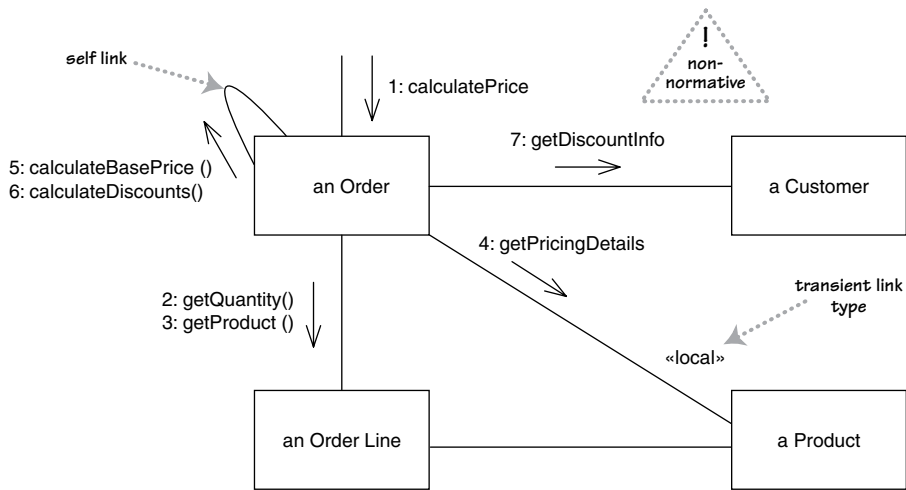 self link
!
non-
normative
1: calculatePrice
5: calculateBasePrice ()
6: calculateDiscounts()
an Order
7: getDiscountInfo
a Customer
4: getPricingDetails
2: getQuantity()
3: getProduct ()
transient link
type
«local»
an Order Line
a Product